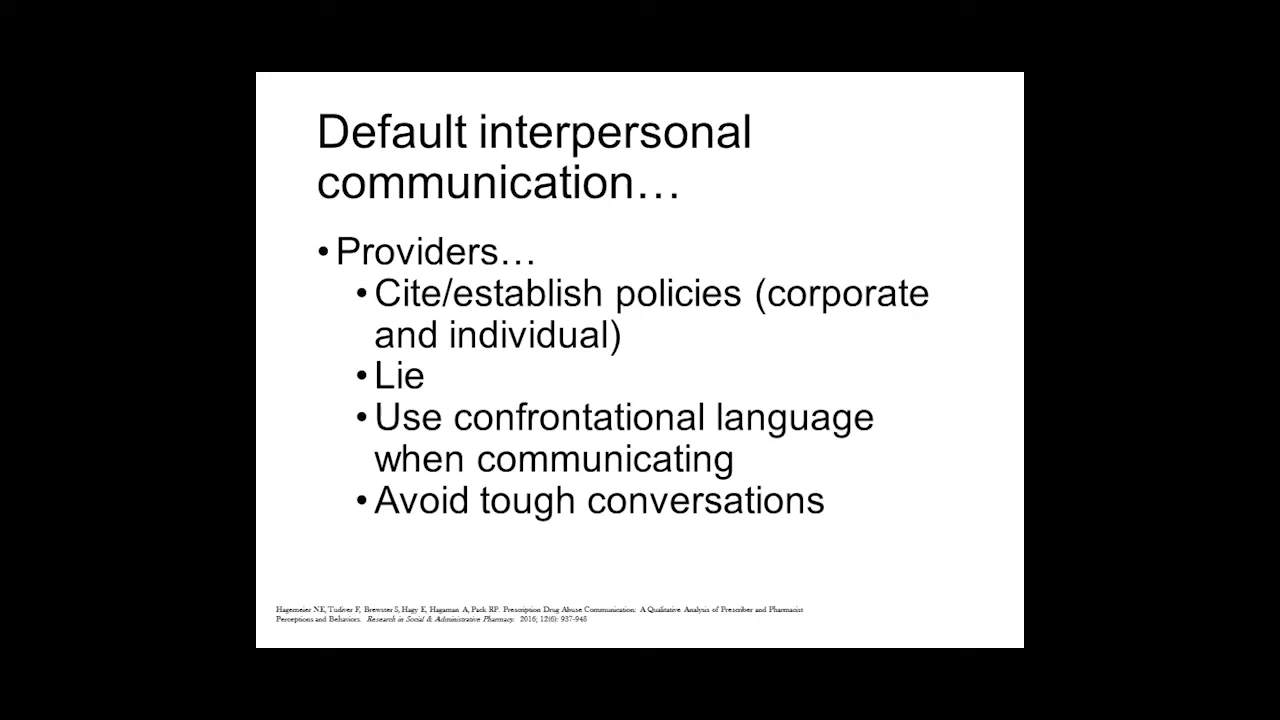 Default interpersonal
communication…
• Providers…
• Cite/establish policies (corporate
and individual)
• Lie
• Use confrontational language
when communicating
• Avoid tough conversations
Hagemeier NE, Tudiver F, Brewster S, Hagy E, Hagaman A, Pack RP. Prescription Drug Abuse Communication: A Qualitative Analysis of Prescriber and Pharmacist
Perceptions and Behaviors. Research in Social & Administrative Pharmacy. 2016; 12(6): 937-948